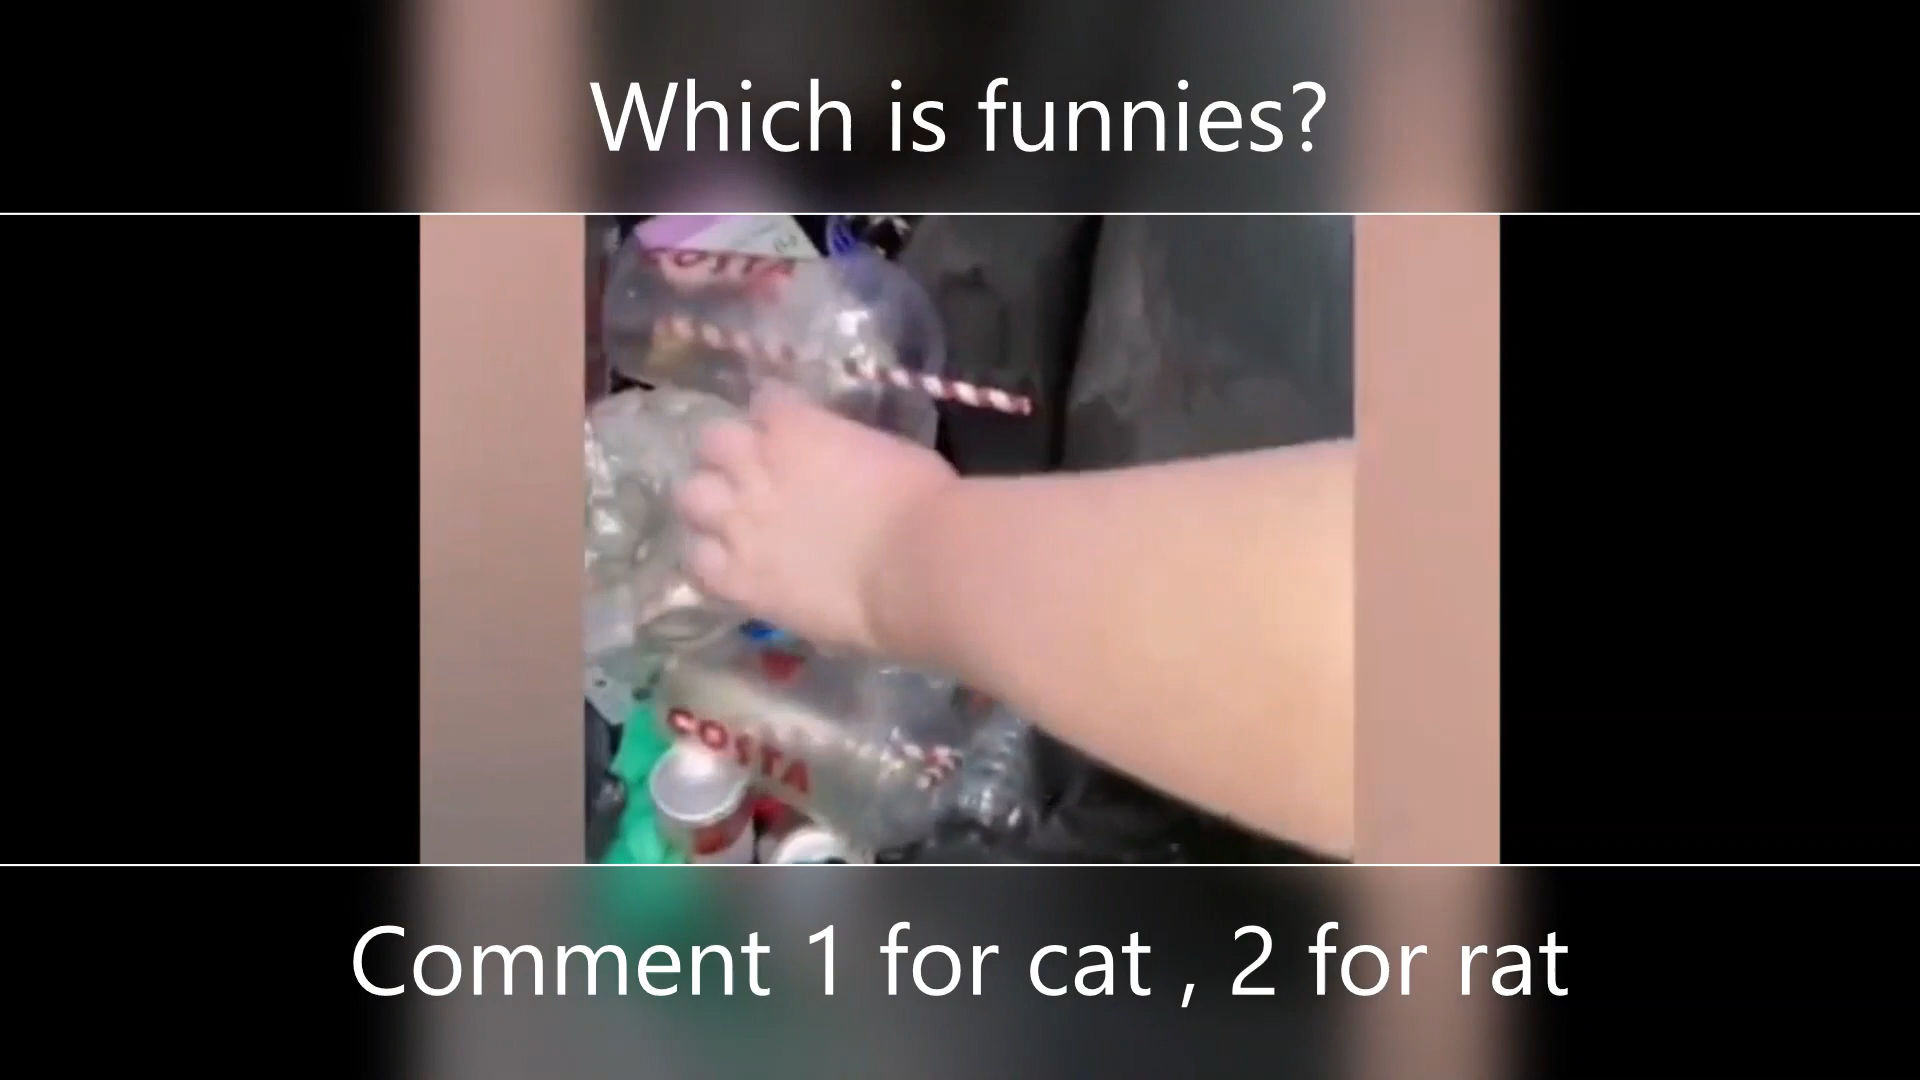 Which is funnies?
COSTA
COSTA
Comment 1 for cat , 2 for rat